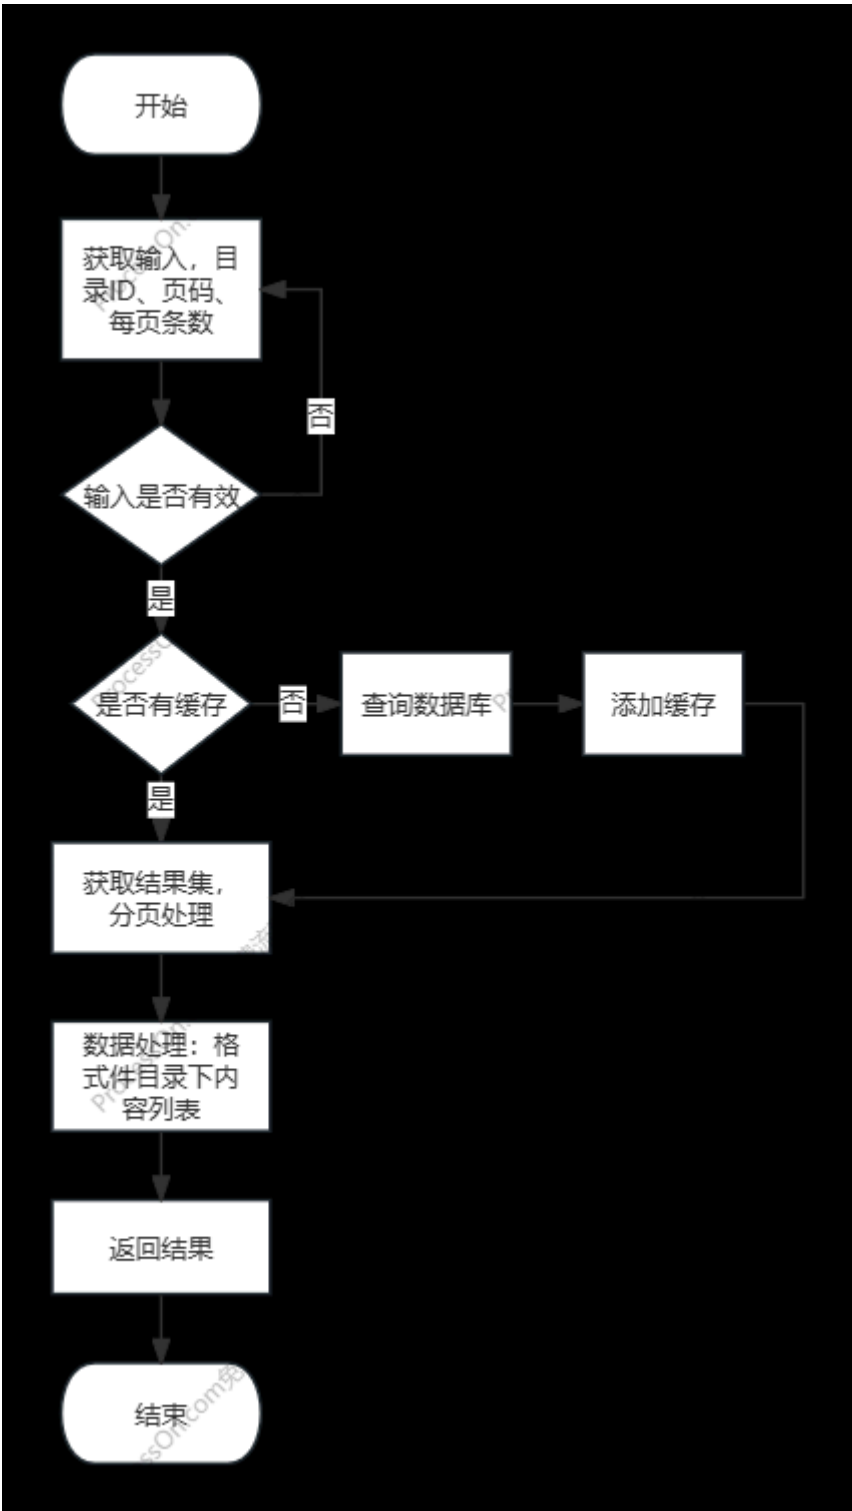 开始
获取输入，目
录ID、页码、
每页条数
否
输入是否有效
是
是否有缓存
否
查询数据库
添加缓存
是
获取结果集，
分页处理
数据处理：格
式件目录下内
容列表
返回结果
结束